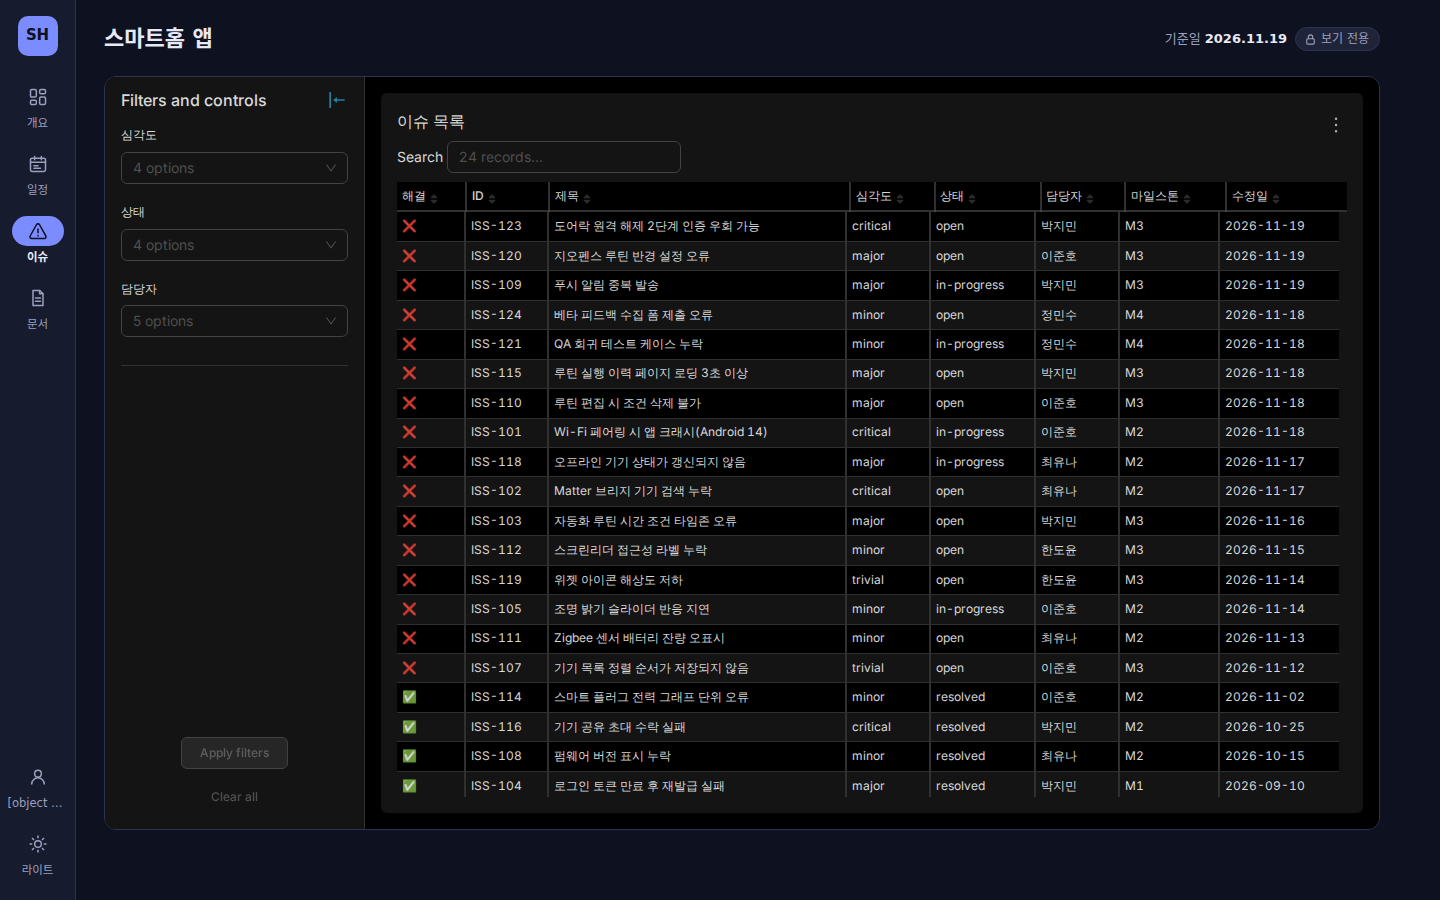 SH
개요
일정
이슈
문서
[object ...
라이트
스마트홈 앱
기준일 2026.11.19 보기 전용
Filters and controls
심각도
4 options
상태
4 options
담당자
5 options
Apply filters
Clear all
이슈 목록
Search 24 records...
해결 ID 제목 심각도 상태 담당자 마일스톤 수정일
❌ ISS-123 도어락 원격 해제 2단계 인증 우회 가능 critical open 박지민 M3 2026-11-19
❌ ISS-120 지오펜스 루틴 반경 설정 오류 major open 이준호 M3 2026-11-19
❌ ISS-109 푸시 알림 중복 발송 major in-progress 박지민 M3 2026-11-19
❌ ISS-124 베타 피드백 수집 폼 제출 오류 minor open 정민수 M4 2026-11-18
❌ ISS-121 QA 회귀 테스트 케이스 누락 minor in-progress 정민수 M4 2026-11-18
❌ ISS-115 루틴 실행 이력 페이지 로딩 3초 이상 major open 박지민 M3 2026-11-18
❌ ISS-110 루틴 편집 시 조건 삭제 불가 major open 이준호 M3 2026-11-18
❌ ISS-101 Wi-Fi 페어링 시 앱 크래시(Android 14) critical in-progress 이준호 M2 2026-11-18
❌ ISS-118 오프라인 기기 상태가 갱신되지 않음 major in-progress 최유나 M2 2026-11-17
❌ ISS-102 Matter 브리지 기기 검색 누락 critical open 최유나 M2 2026-11-17
❌ ISS-103 자동화 루틴 시간 조건 타임존 오류 major open 박지민 M3 2026-11-16
❌ ISS-112 스크린리더 접근성 라벨 누락 minor open 한도윤 M3 2026-11-15
❌ ISS-119 위젯 아이콘 해상도 저하 trivial open 한도윤 M3 2026-11-14
❌ ISS-105 조명 밝기 슬라이더 반응 지연 minor in-progress 이준호 M2 2026-11-14
❌ ISS-111 Zigbee 센서 배터리 잔량 오표시 minor open 최유나 M2 2026-11-13
❌ ISS-107 기기 목록 정렬 순서가 저장되지 않음 trivial open 이준호 M3 2026-11-12
✅ ISS-114 스마트 플러그 전력 그래프 단위 오류 minor resolved 이준호 M2 2026-11-02
✅ ISS-116 기기 공유 초대 수락 실패 critical resolved 박지민 M2 2026-10-25
✅ ISS-108 펌웨어 버전 표시 누락 minor resolved 최유나 M2 2026-10-15
✅ ISS-104 로그인 토큰 만료 후 재발급 실패 major resolved 박지민 M1 2026-09-10